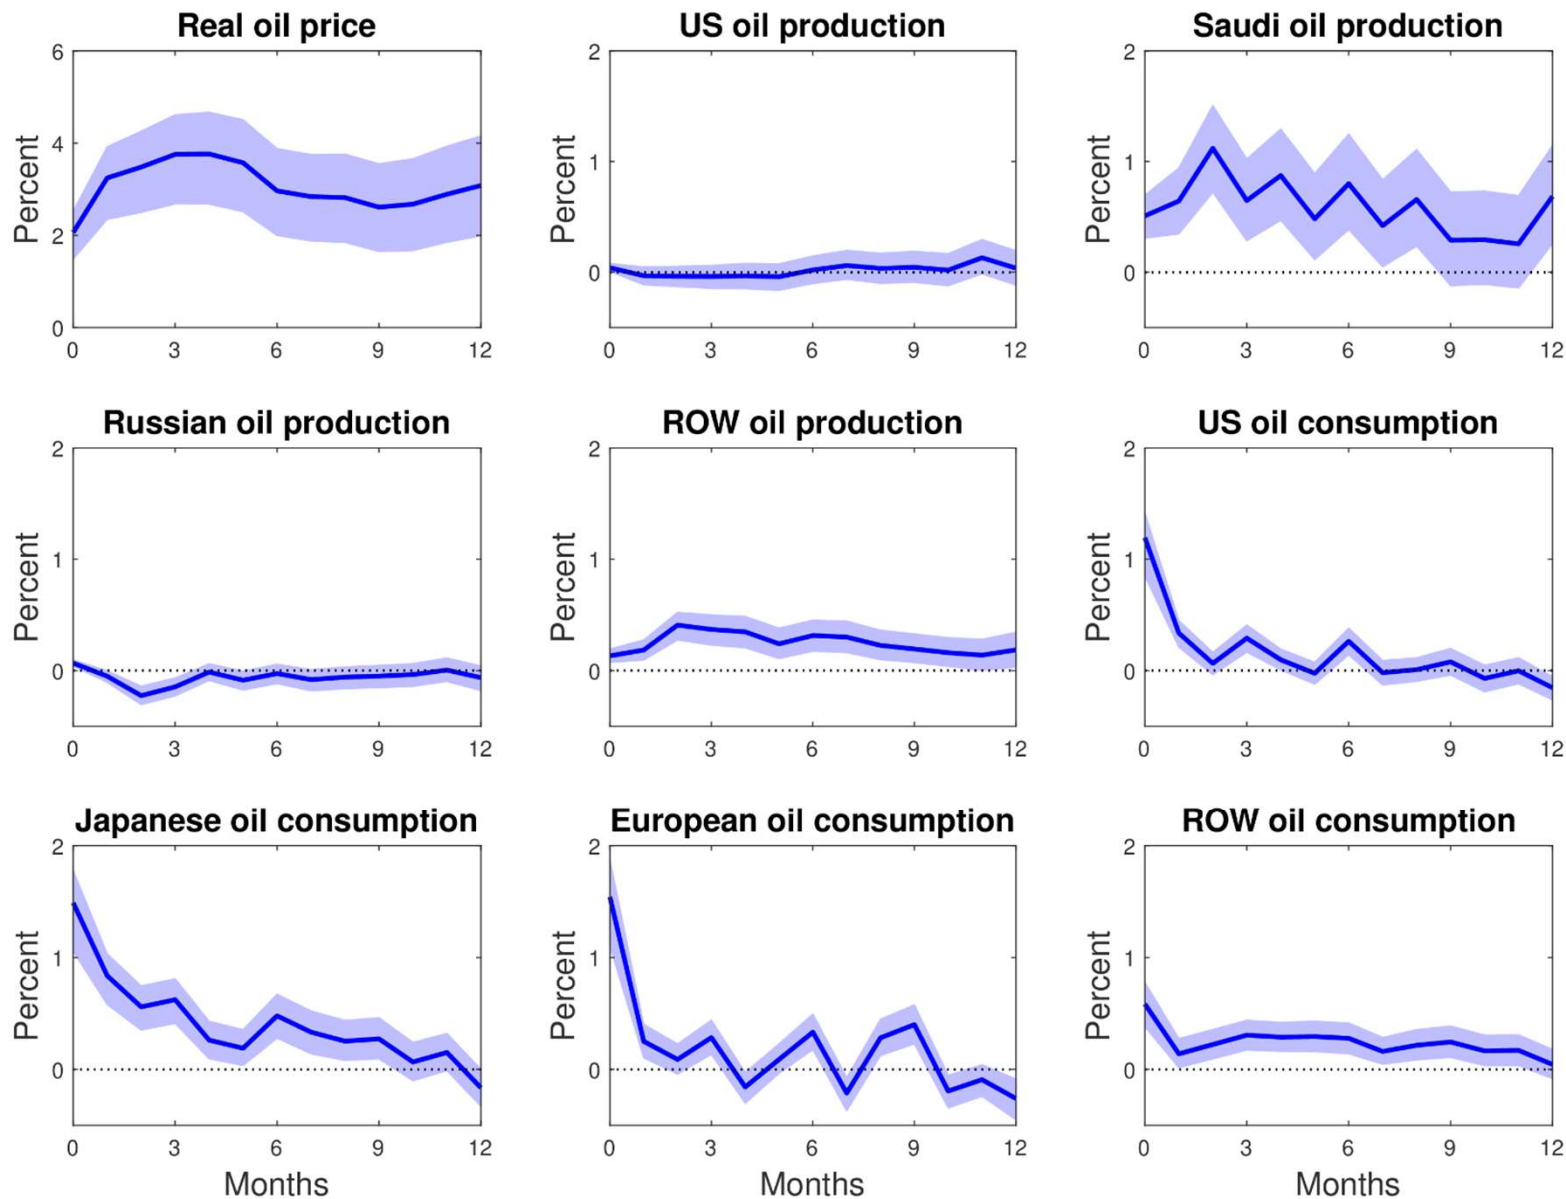 Real oil price
US oil production
Saudi oil production
6
4
2
0
Percent
0 3 6 9 12
2
1
0
Percent
0 3 6 9 12
2
1
0
Percent
0 3 6 9 12
Russian oil production
ROW oil production
US oil consumption
2
1
0
Percent
0 3 6 9 12
2
1
0
Percent
0 3 6 9 12
2
1
0
Percent
0 3 6 9 12
Japanese oil consumption
European oil consumption
ROW oil consumption
2
1
0
Percent
0 3 6 9 12
Months
2
1
0
Percent
0 3 6 9 12
Months
2
1
0
Percent
0 3 6 9 12
Months